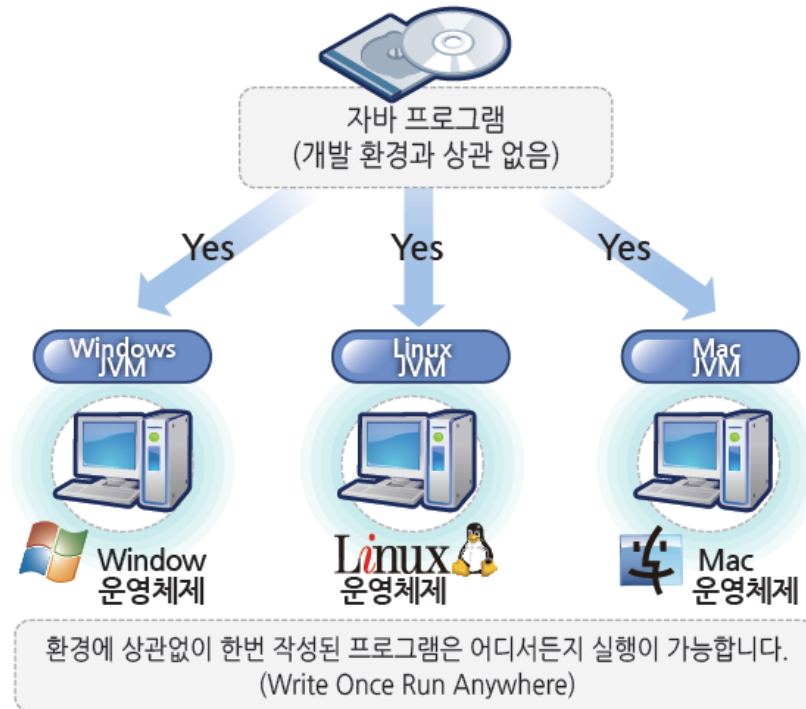 자바 프로그램
(개발 환경과 상관 없음)
Yes
Yes
Yes
Windows
JVM
Linux
JVM
Mac
JVM
Window
운영체제
Linux
운영체제
Mac
운영체제
환경에 상관없이 한번 작성된 프로그램은 어디서든지 실행이 가능합니다.
(Write Once Run Anywhere)